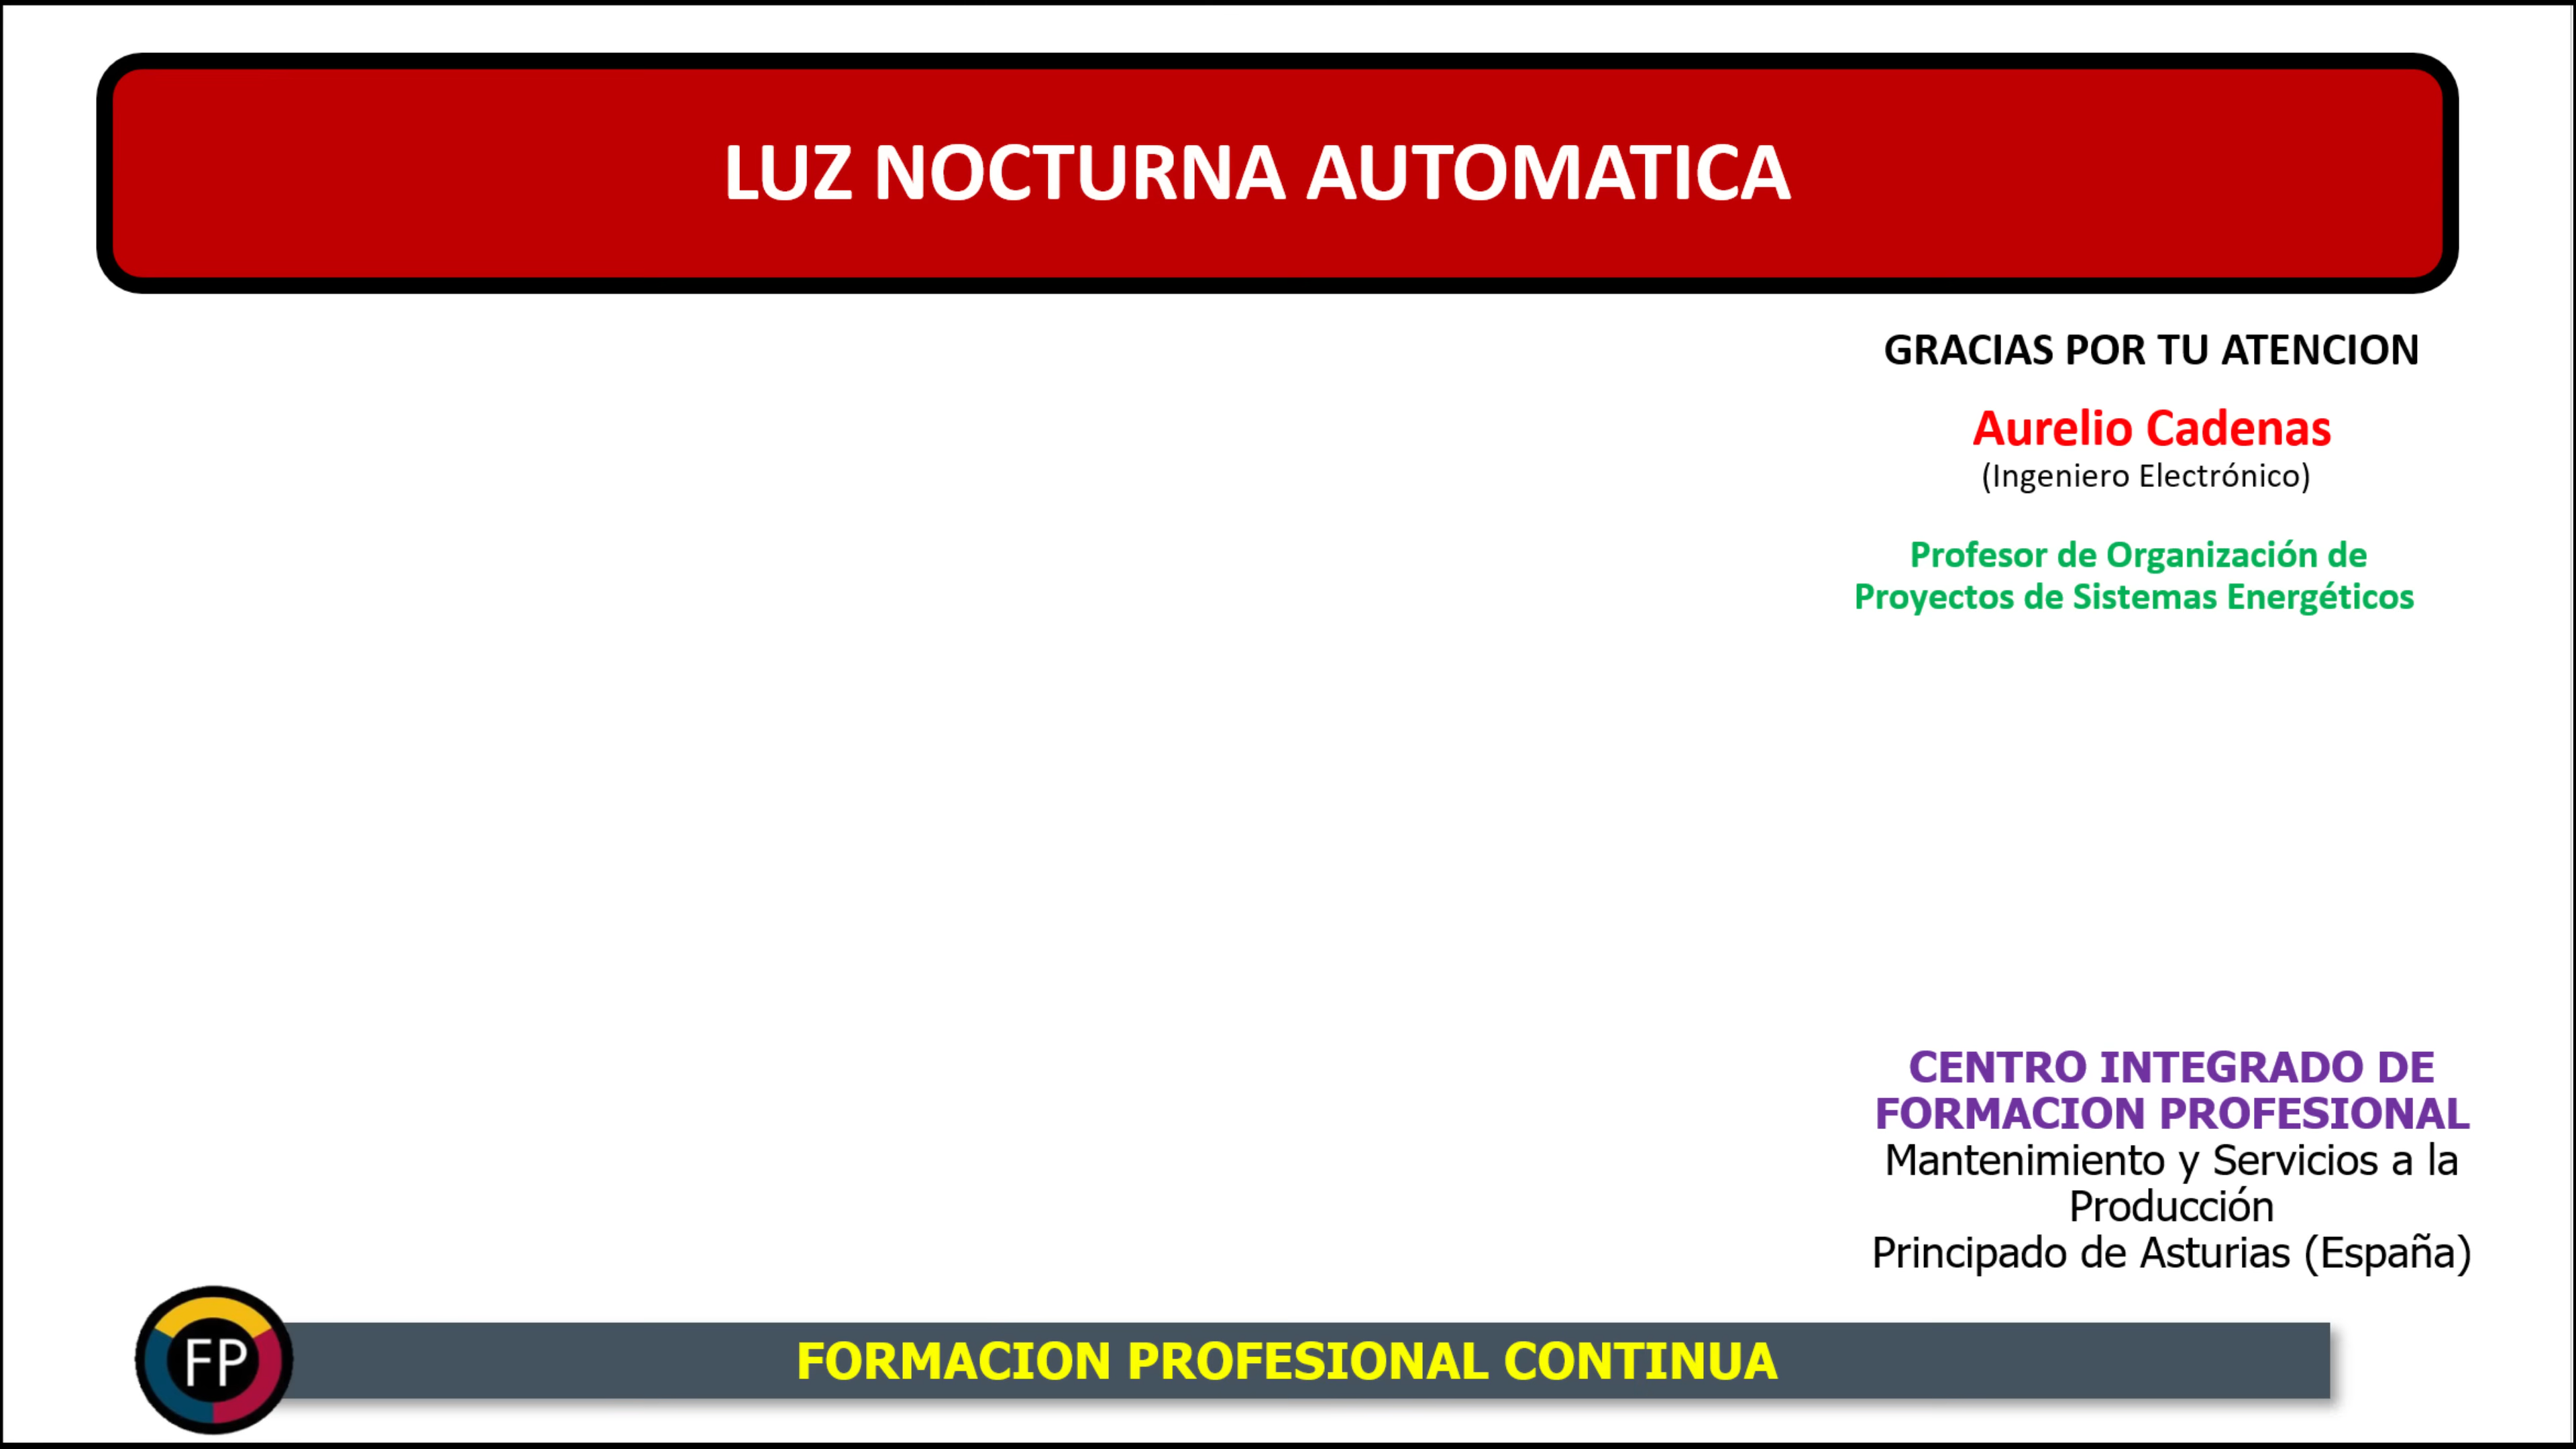 LUZ NOCTURNA AUTOMATICA
GRACIAS POR TU ATENCION
Aurelio Cadenas
(Ingeniero Electrónico)
Profesor de Organización de
Proyectos de Sistemas Energéticos
CENTRO INTEGRADO DE
FORMACION PROFESIONAL
Mantenimiento y Servicios a la
Producción
Principado de Asturias (España)
FP
FORMACION PROFESIONAL CONTINUA